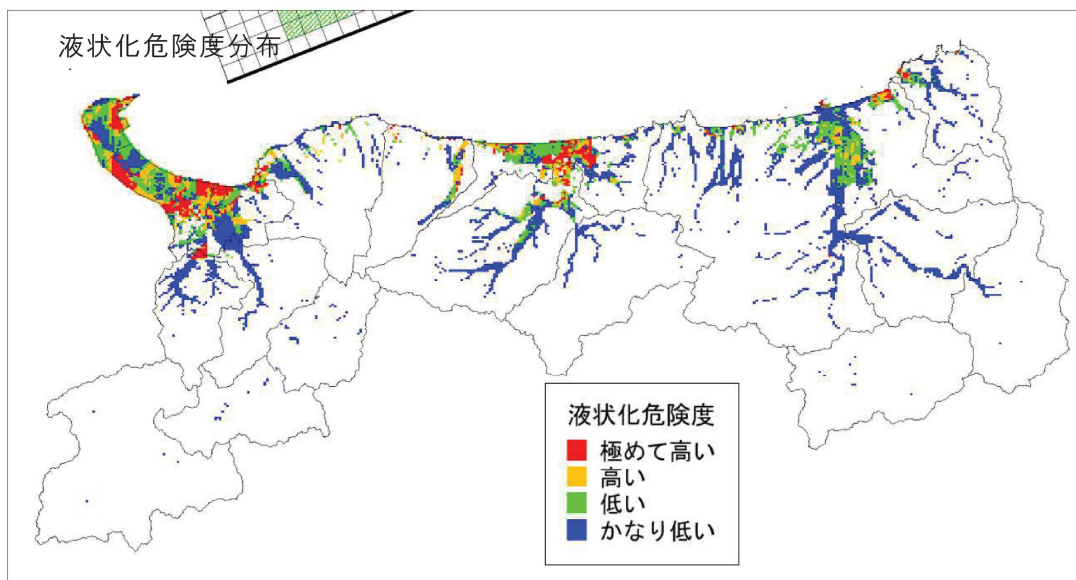 液状化危険度分布
液状化危険度
極めて高い
高い
低い
かなり低い